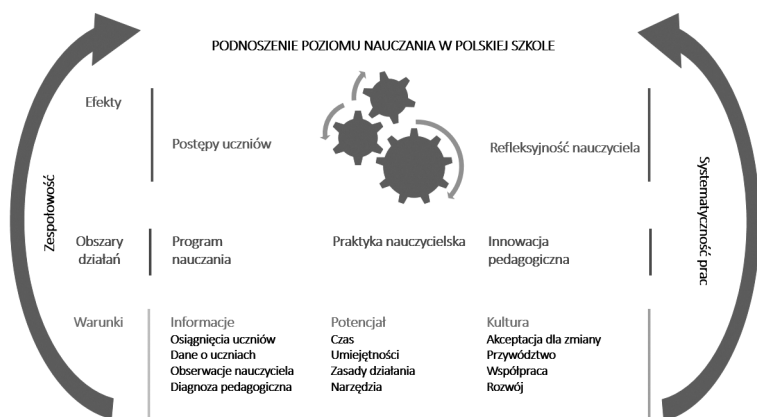 PODNOSZENIE POZIOMU NAUCZANIA W POLSKIEJ SZKOLE
Efekty
Postępy uczniów
Refleksyjność nauczyciela
Zespołowość
Systematyczność prac
Obszary
działań
Program
nauczania
Praktyka nauczycielska
Innowacja
pedagogiczna
Warunki
Informacje
Osiągnięcia uczniów
Dane o uczniach
Obserwacje nauczyciela
Diagnoza pedagogiczna
Potencjał
Czas
Umiejętności
Zasady działania
Narzędzia
Kultura
Akceptacja dla zmiany
Przywództwo
Współpraca
Rozwój